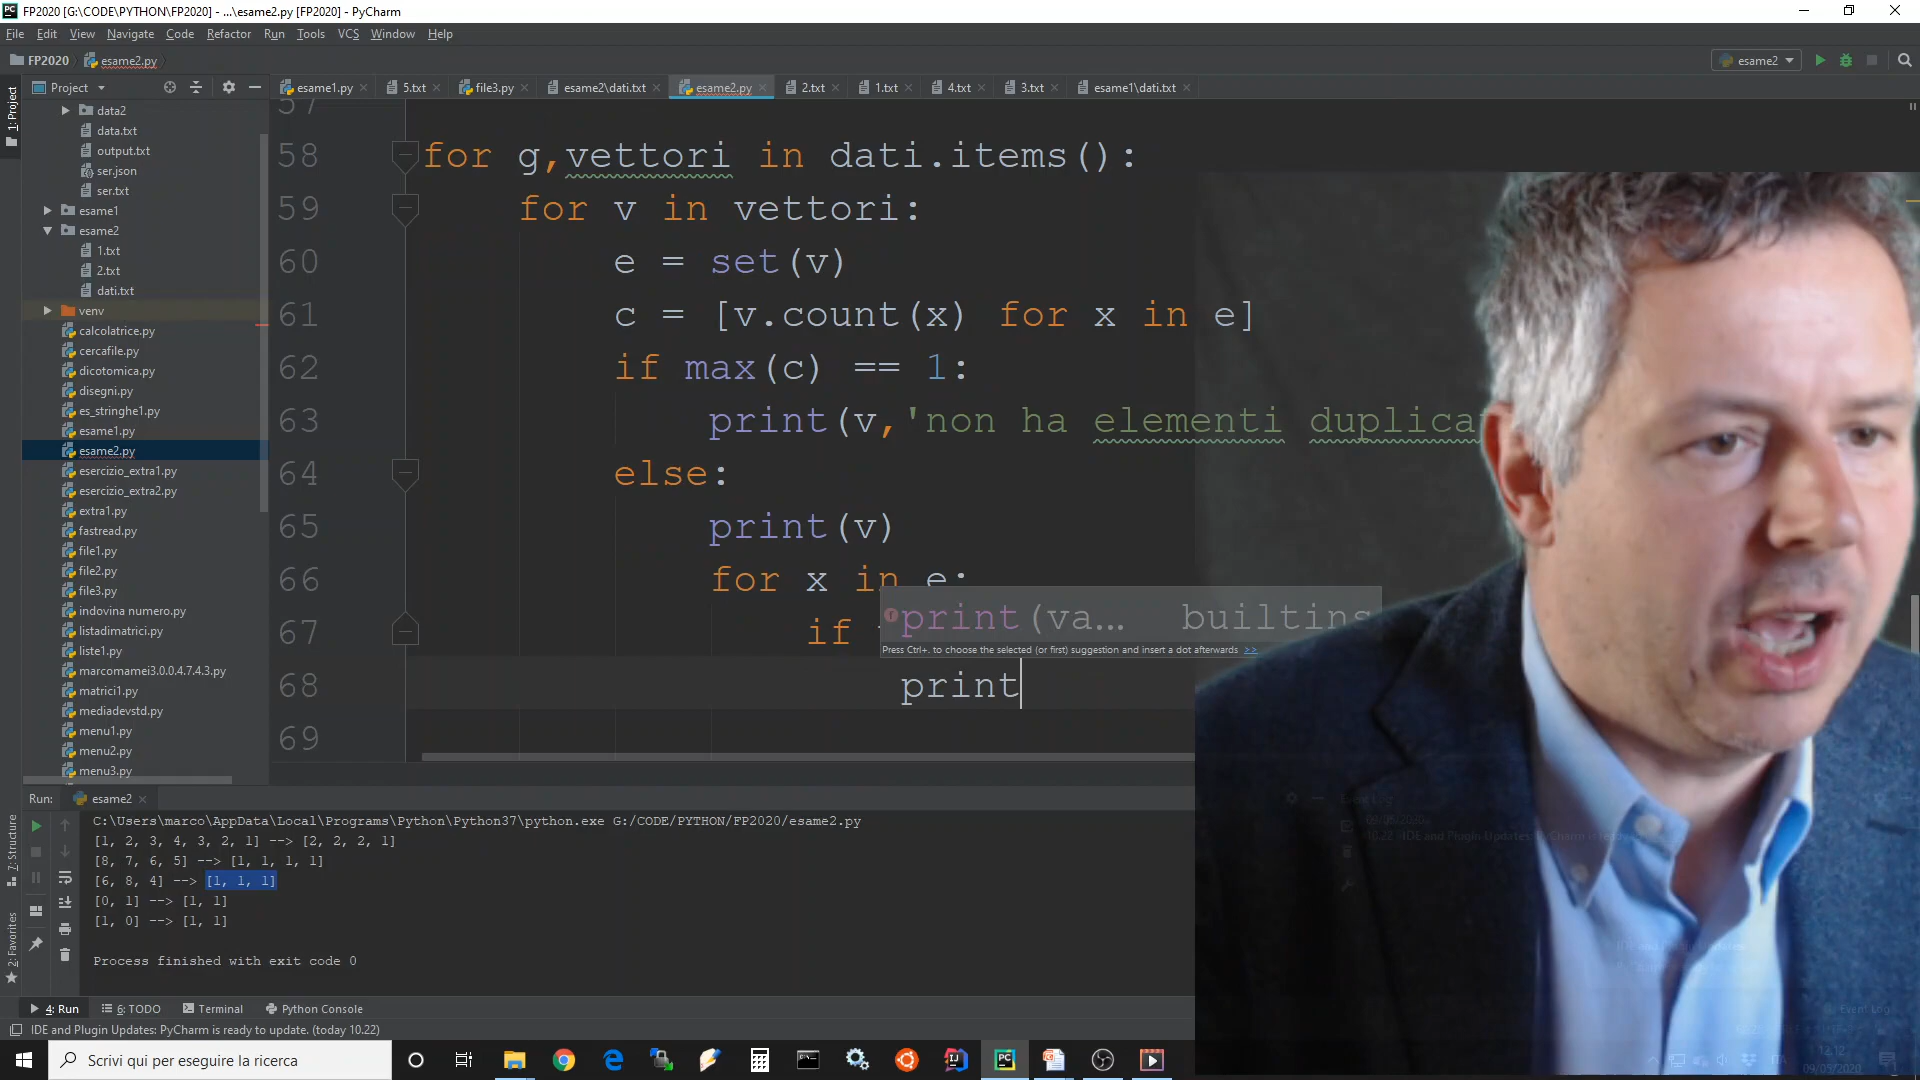 FP2020 [G:\CODE\PYTHON\FP2020] - ...\esame2.py [FP2020] - PyCharm
File Edit View Navigate Code Refactor Run Tools VCS Window Help
FP2020 esame2.py
esame2
Project
esame1.py 5.txt file3.py esame2\dati.txt esame2.py 2.txt 1.txt 4.txt 3.txt esame1\dati.txt
1: Project
data2
data.txt
output.txt
ser.json
ser.txt
esame1
esame2
1.txt
2.txt
dati.txt
venv
calcolatrice.py
cercafile.py
dicotomica.py
disegni.py
es_stringhe1.py
esame1.py
esame2.py
esercizio_extra1.py
esercizio_extra2.py
extra1.py
fastread.py
file1.py
file2.py
file3.py
indovina numero.py
listadimatrici.py
liste1.py
marcomamei3.0.0.4.7.4.3.py
matrici1.py
mediadevstd.py
menu1.py
menu2.py
menu3.py
57
58 for g,vettori in dati.items():
59 for v in vettori:
60 e = set(v)
61 c = [v.count(x) for x in e]
62 if max(c) == 1:
63 print(v,'non ha elementi
64 else:
65 print(v)
66 for x in e:
67 if
print(va... builtins
Press Ctrl+. to choose the selected (or first) suggestion and insert a dot afterwards >>
68 print
69
Run: esame2
C:\Users\marco\AppData\Local\Programs\Python\Python37\python.exe G:/CODE/PYTHON/FP2020/esame2.py
[1, 2, 3, 4, 3, 2, 1] --> [2, 2, 2, 1]
[8, 7, 6, 5] --> [1, 1, 1, 1]
[6, 8, 4] --> [1, 1, 1]
[0, 1] --> [1, 1]
[1, 0] --> [1, 1]
Process finished with exit code 0
7: Structure
2: Favorites
4: Run 6: TODO Terminal Python Console
Event Log
IDE and Plugin Updates: PyCharm is ready to update. (today 10.22)
Scrivi qui per eseguire la ricerca
12:12
09/05/2020